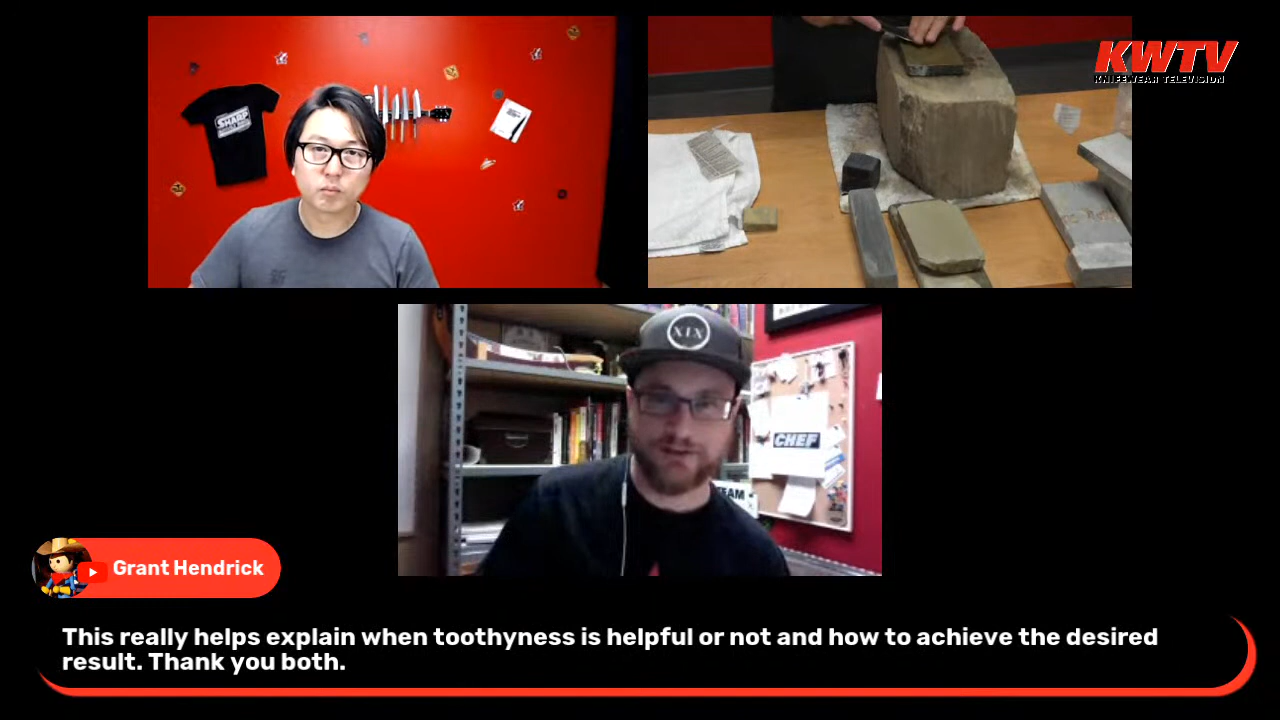 KWTV
KNIFEWEAR TELEVISION
SHARP
新
XIX
CHEF
TEAM
Grant Hendrick
This really helps explain when toothyness is helpful or not and how to achieve the desired
result. Thank you both.